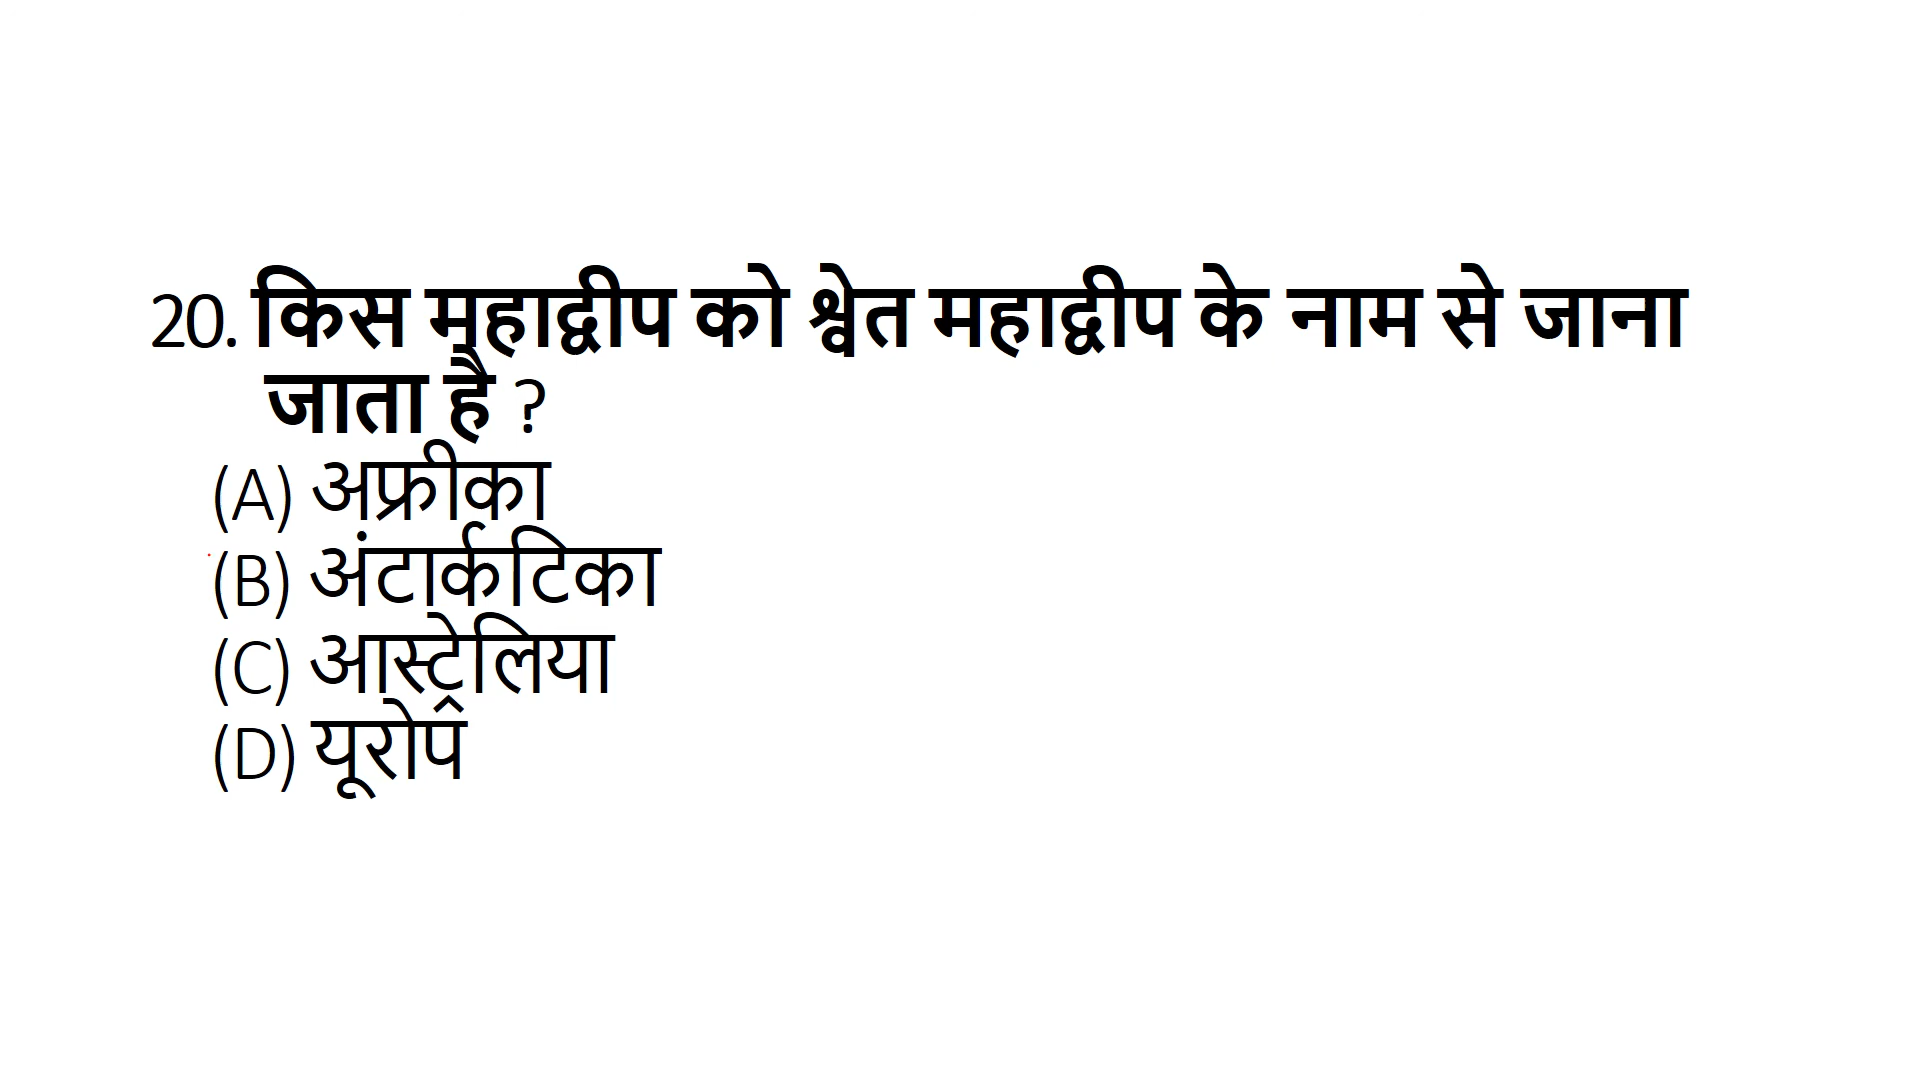 20. किस महाद्वीप को श्वेत महाद्वीप के नाम से जाना
जाता है ?
(A) अफ्रीका
(B) अंटार्कटिका
(C) आस्ट्रेलिया
(D) यूरोप